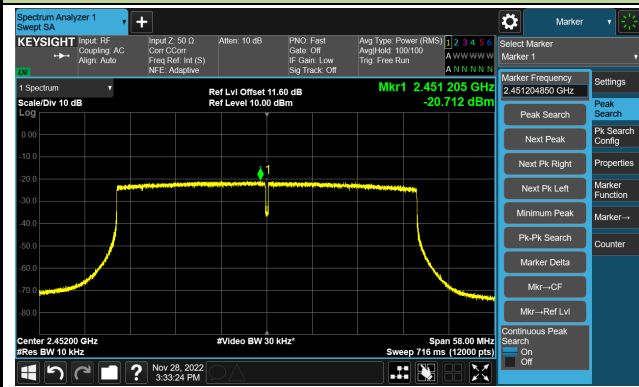 Spectrum Analyzer 1
Swept SA
+
Marker
KEYSIGHT
Input: RF
Coupling: AC
Align: Auto
Input Z: 50 Ω
Corr CCorr
Freq Ref: Int (S)
NFE: Adaptive
Atten: 10 dB
PNO: Fast
Gate: Off
IF Gain: Low
Sig Track: Off
Avg Type: Power (RMS)
Avg|Hold: 100/100
Trig: Free Run
1 2 3 4 5 6
A W W W W W
A N N N N N
LXI
Select Marker
Marker 1
1 Spectrum
Scale/Div 10 dB
Log
Ref Lvl Offset 11.60 dB
Ref Level 10.00 dBm
Mkr1 2.451 205 GHz
-20.712 dBm
0.00
-10.0
-20.0
-30.0
-40.0
-50.0
-60.0
-70.0
-80.0
1
Center 2.45200 GHz
#Res BW 10 kHz
#Video BW 30 kHz*
Span 58.00 MHz
Sweep 716 ms (12000 pts)
Marker Frequency
2.451204850 GHz
Peak Search
Next Peak
Next Pk Right
Next Pk Left
Minimum Peak
Pk-Pk Search
Marker Delta
Mkr→CF
Mkr→Ref Lvl
Continuous Peak
Search
On
Off
Settings
Peak
Search
Pk Search
Config
Properties
Marker
Function
Marker→
Counter
?
Nov 28, 2022
3:33:24 PM